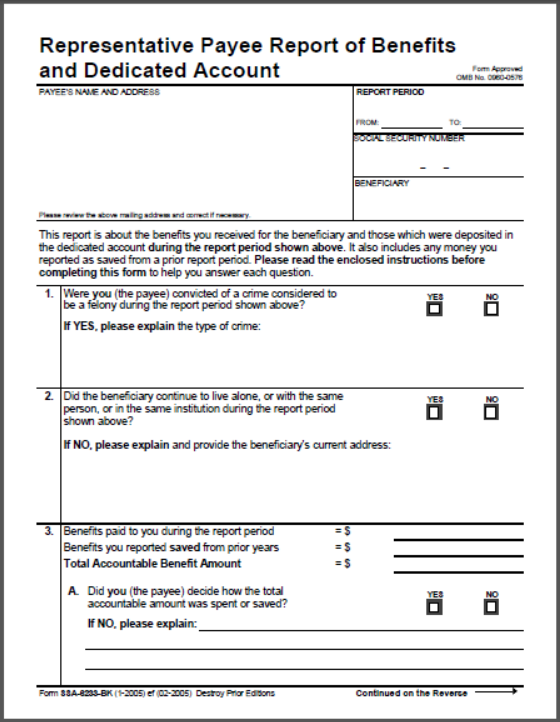 Representative Payee Report of Benefits
and Dedicated Account
Form Approved
OMB No. 0960-0576
PAYEE'S NAME AND ADDRESS
REPORT PERIOD
FROM: TO:
SOCIAL SECURITY NUMBER
– –
BENEFICIARY
Please review the above mailing address and correct if necessary.
This report is about the benefits you received for the beneficiary and those which were deposited in
the dedicated account during the report period shown above. It also includes any money you
reported as saved from a prior report period. Please read the enclosed instructions before
completing this form to help you answer each question.
1. Were you (the payee) convicted of a crime considered to
be a felony during the report period shown above?
YES NO
If YES, please explain the type of crime:
2. Did the beneficiary continue to live alone, or with the same
person, or in the same institution during the report period
shown above?
YES NO
If NO, please explain and provide the beneficiary's current address:
3. Benefits paid to you during the report period = $
Benefits you reported saved from prior years = $
Total Accountable Benefit Amount = $
A. Did you (the payee) decide how the total
accountable amount was spent or saved?
YES NO
If NO, please explain:
Form SSA-6233-BK (1-2005) ef (02-2005) Destroy Prior Editions
Continued on the Reverse